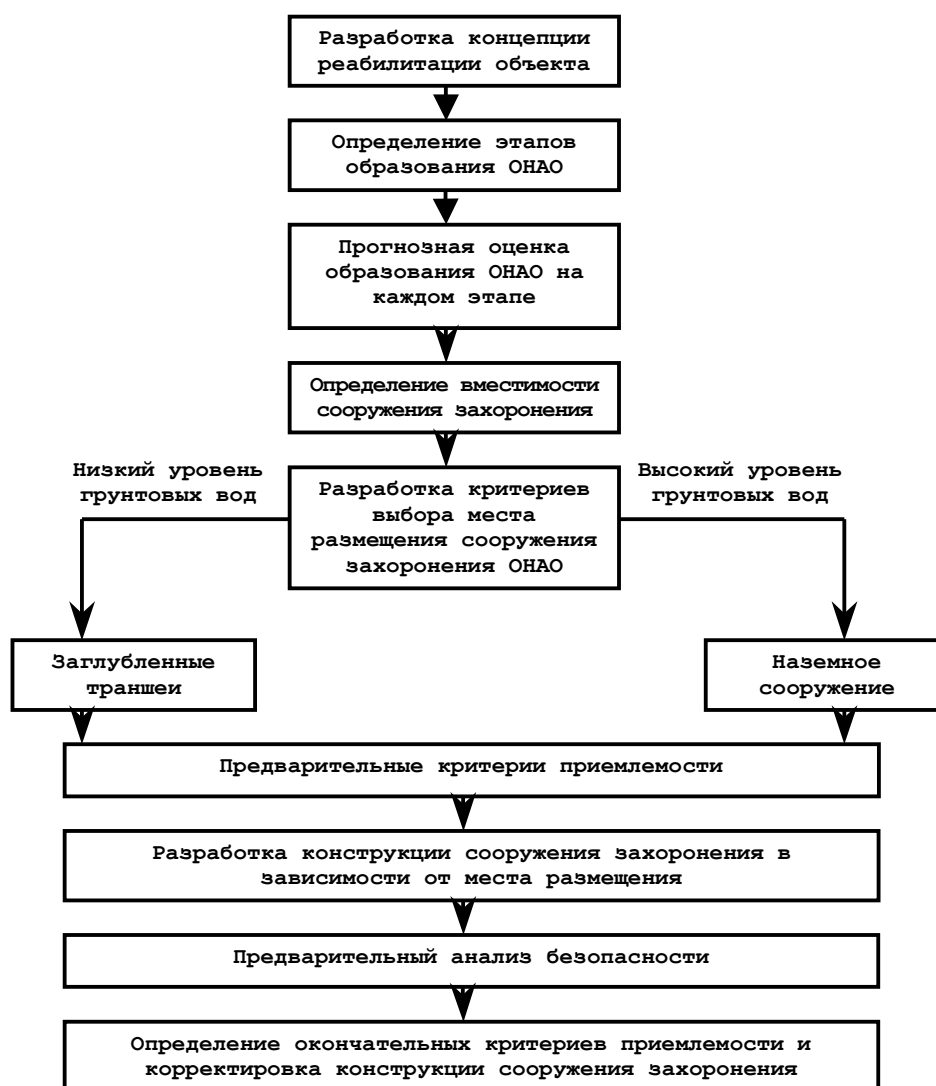 Разработка концепции
реабилитации объекта
Определение этапов
образования ОНАО
Прогнозная оценка
образования ОНАО на
каждом этапе
Определение вместимости
сооружения захоронения
Низкий уровень
грунтовых вод
Разработка критериев
выбора места
размещения сооружения
захоронения ОНАО
Высокий уровень
грунтовых вод
Заглубленные
траншеи
Наземное
сооружение
Предварительные критерии приемлемости
Разработка конструкции сооружения захоронения в
зависимости от места размещения
Предварительный анализ безопасности
Определение окончательных критериев приемлемости и
корректировка конструкции сооружения захоронения